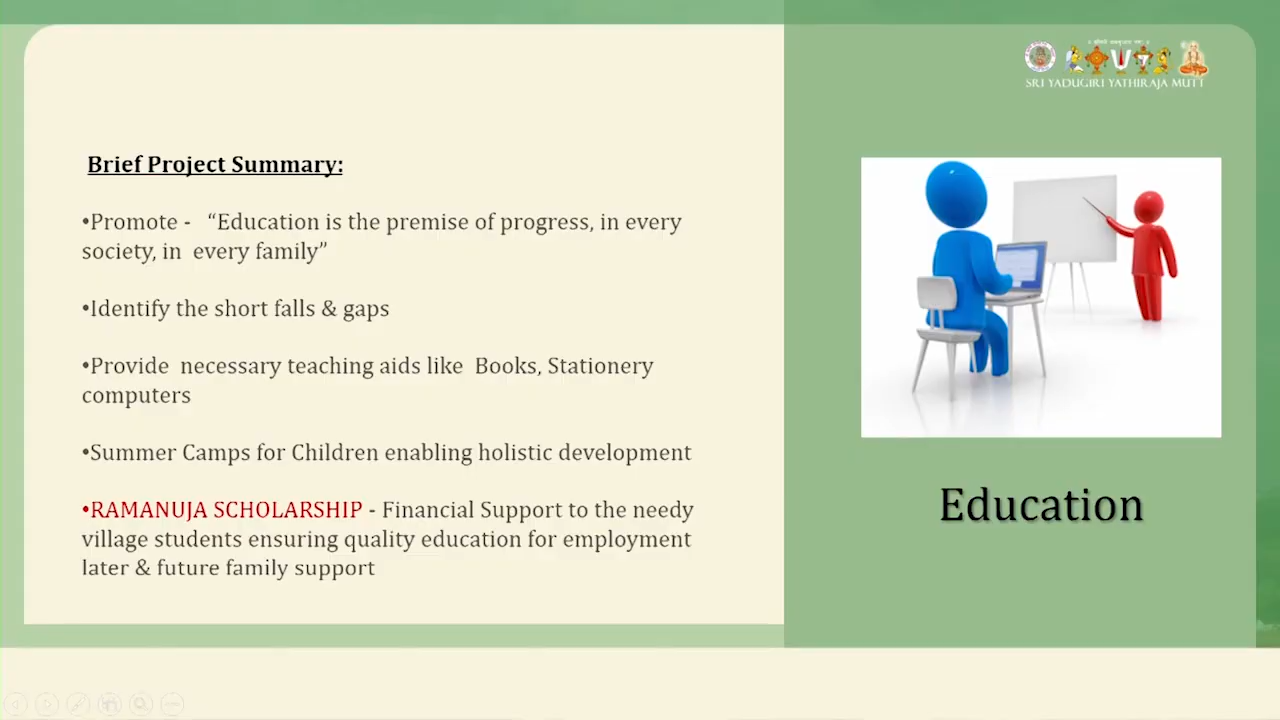 SRI YADUGIRI YATHIRAJA MUTT
Brief Project Summary:
•Promote - “Education is the premise of progress, in every
society, in every family”
•Identify the short falls & gaps
•Provide necessary teaching aids like Books, Stationery
computers
•Summer Camps for Children enabling holistic development
•RAMANUJA SCHOLARSHIP - Financial Support to the needy
village students ensuring quality education for employment
later & future family support
Education